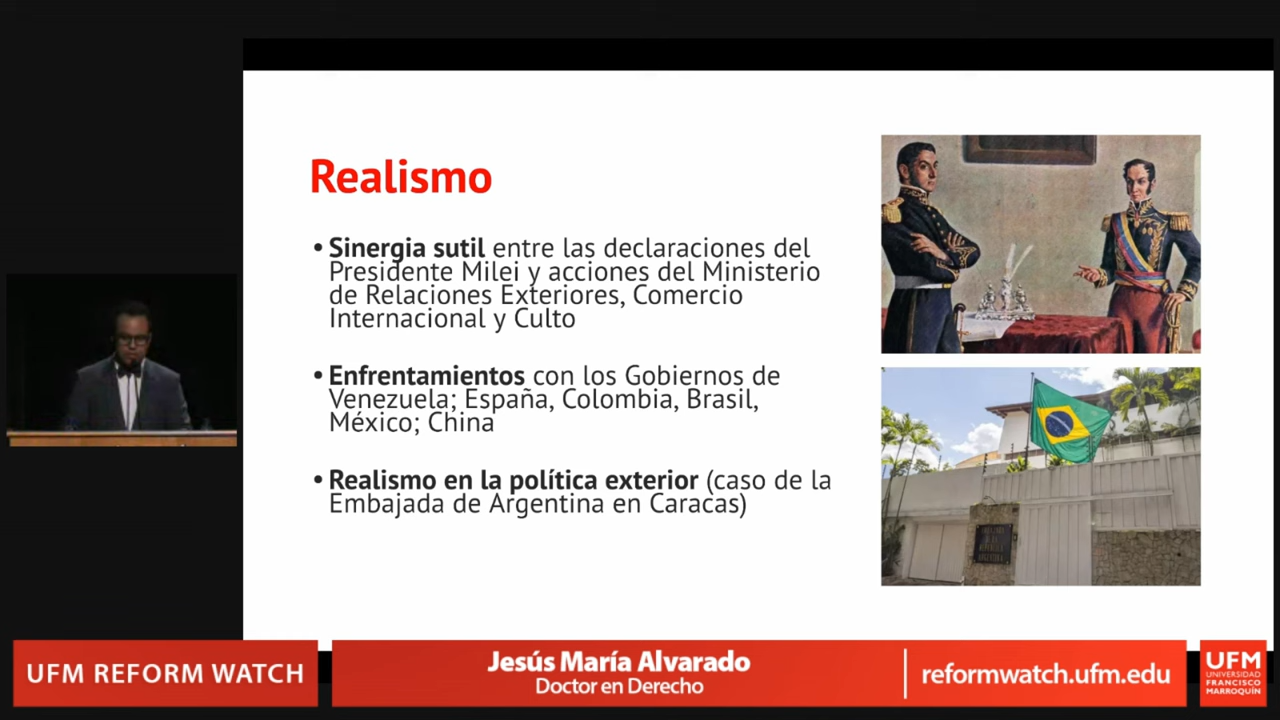 Realismo
• Sinergia sutil entre las declaraciones del
Presidente Milei y acciones del Ministerio
de Relaciones Exteriores, Comercio
Internacional y Culto
• Enfrentamientos con los Gobiernos de
Venezuela; España, Colombia, Brasil,
México; China
• Realismo en la política exterior (caso de la
Embajada de Argentina en Caracas)
UFM REFORM WATCH
Jesús María Alvarado
Doctor en Derecho
reformwatch.ufm.edu
UFM
UNIVERSIDAD
FRANCISCO
MARROQUÍN